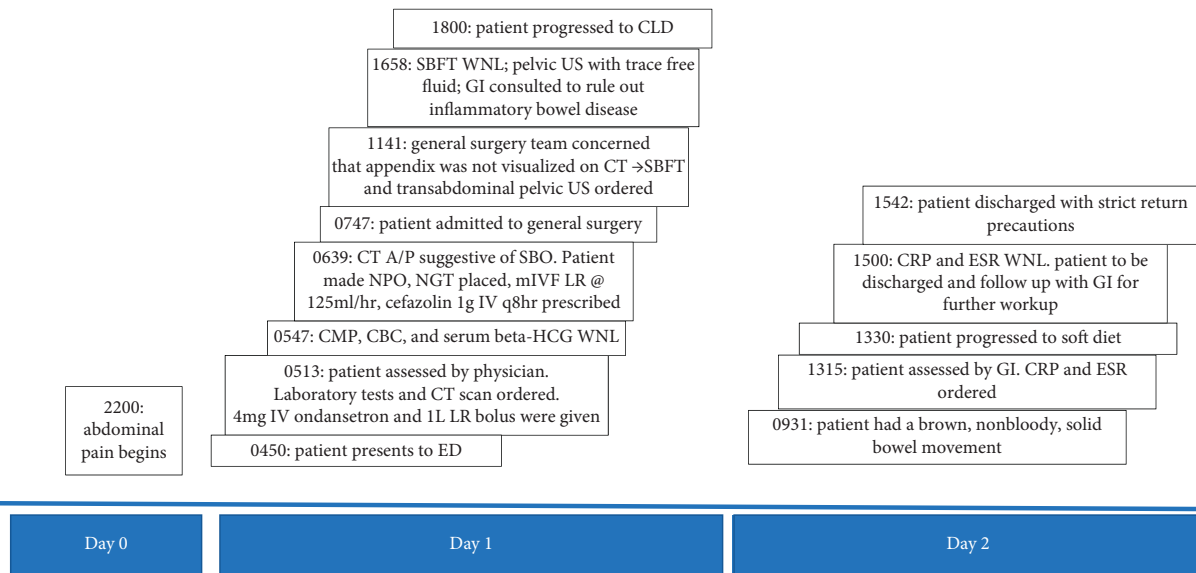 2200:
abdominal
pain begins
1800: patient progressed to CLD
1658: SBFT WNL; pelvic US with trace free
fluid; GI consulted to rule out
inflammatory bowel disease
1141: general surgery team concerned
that appendix was not visualized on CT →SBFT
and transabdominal pelvic US ordered
0747: patient admitted to general surgery
0639: CT A/P suggestive of SBO. Patient
made NPO, NGT placed, mIVF LR @
125ml/hr, cefazolin 1g IV q8hr prescribed
0547: CMP, CBC, and serum beta-HCG WNL
0513: patient assessed by physician.
Laboratory tests and CT scan ordered.
4mg IV ondansetron and 1L LR bolus were given
0450: patient presents to ED
1542: patient discharged with strict return
precautions
1500: CRP and ESR WNL. patient to be
discharged and follow up with GI for
further workup
1330: patient progressed to soft diet
1315: patient assessed by GI. CRP and ESR
ordered
0931: patient had a brown, nonbloody, solid
bowel movement
Day 0
Day 1
Day 2